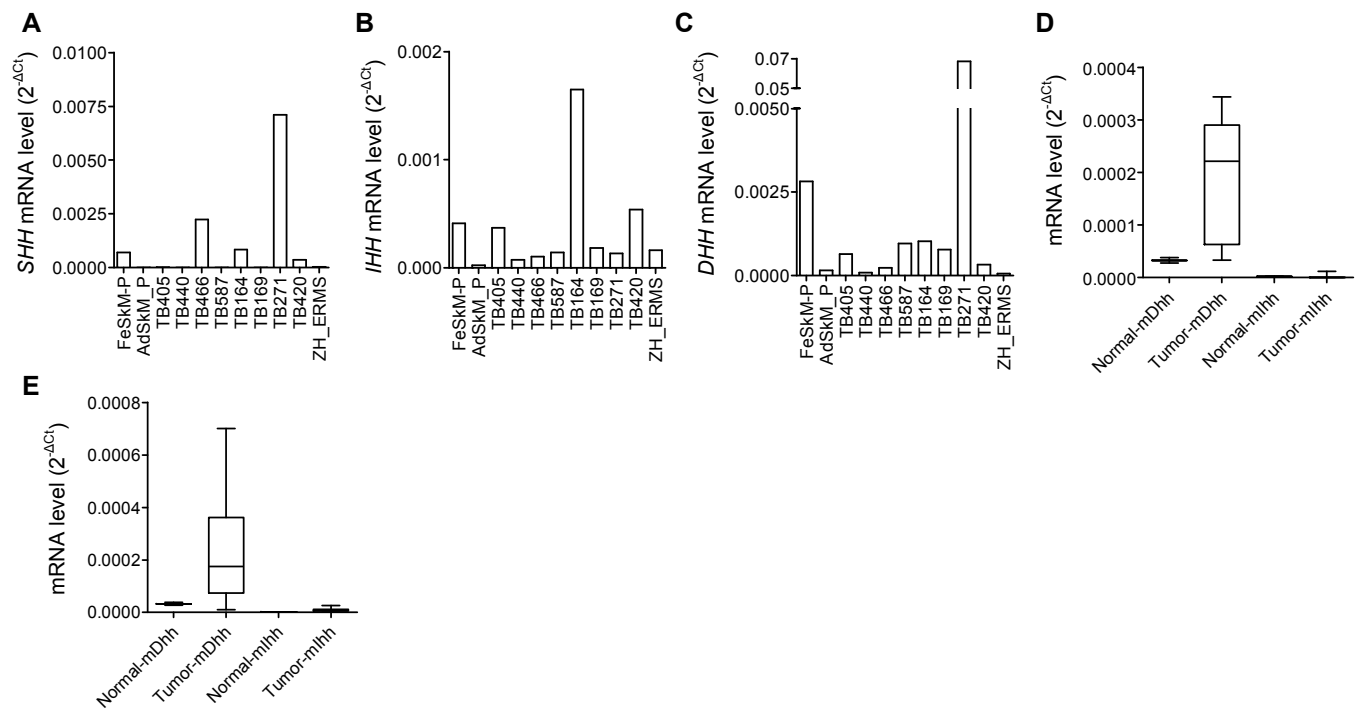 A
SHH mRNA level (2^-ΔCt)
0.0100
0.0075
0.0050
0.0025
0.0000
FeSkM-P
AdSkM_P
TB405
TB440
TB466
TB587
TB164
TB169
TB271
TB420
ZH_ERMS
B
IHH mRNA level (2^-ΔCt)
0.002
0.001
0.000
FeSkM-P
AdSkM_P
TB405
TB440
TB466
TB587
TB164
TB169
TB271
TB420
ZH_ERMS
C
DHH mRNA level (2^-ΔCt)
0.07
0.05
0.0050
0.0025
0.0000
FeSkM-P
AdSkM_P
TB405
TB440
TB466
TB587
TB164
TB169
TB271
TB420
ZH_ERMS
D
mRNA level (2^-ΔCt)
0.0004
0.0003
0.0002
0.0001
0.0000
Normal-mDhh
Tumor-mDhh
Normal-mIhh
Tumor-mIhh
E
mRNA level (2^-ΔCt)
0.0008
0.0006
0.0004
0.0002
0.0000
Normal-mDhh
Tumor-mDhh
Normal-mIhh
Tumor-mIhh